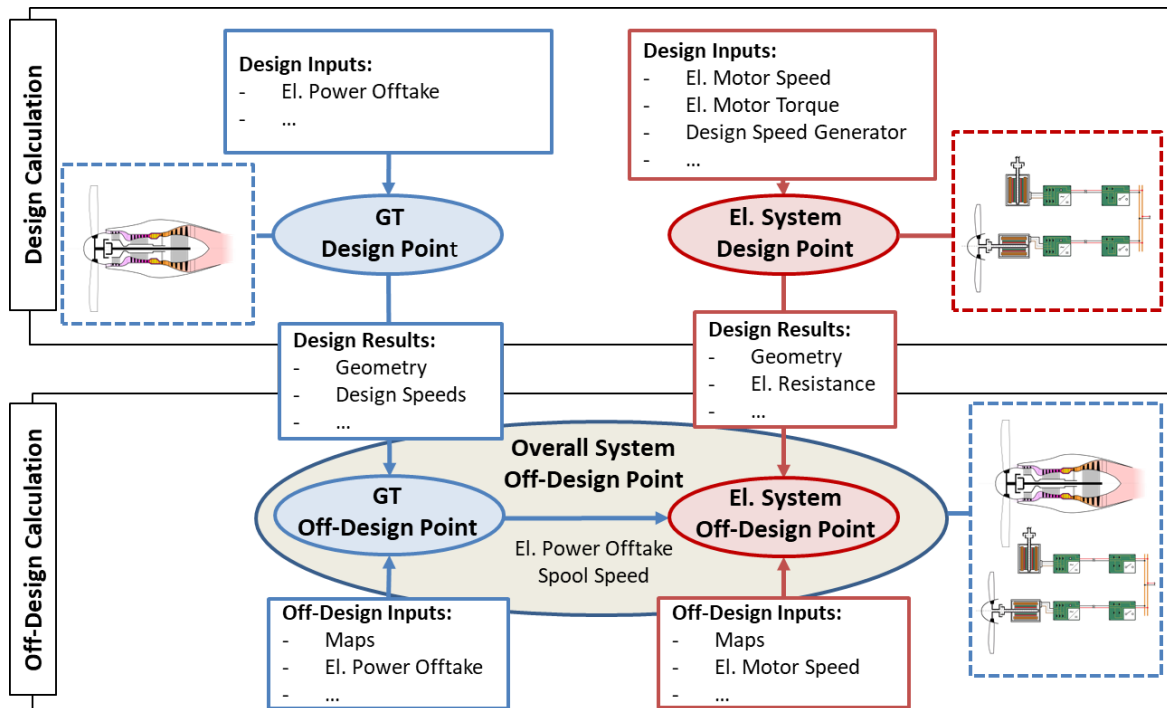 Design Calculation
Design Inputs:
- El. Power Offtake
- ...
Design Inputs:
- El. Motor Speed
- El. Motor Torque
- Design Speed Generator
- ...
GT
Design Point
El. System
Design Point
Design Results:
- Geometry
- Design Speeds
- ...
Design Results:
- Geometry
- El. Resistance
- ...
Off-Design Calculation
Overall System
Off-Design Point
GT
Off-Design Point
El. System
Off-Design Point
El. Power Offtake
Spool Speed
Off-Design Inputs:
- Maps
- El. Power Offtake
- ...
Off-Design Inputs:
- Maps
- El. Motor Speed
- ...